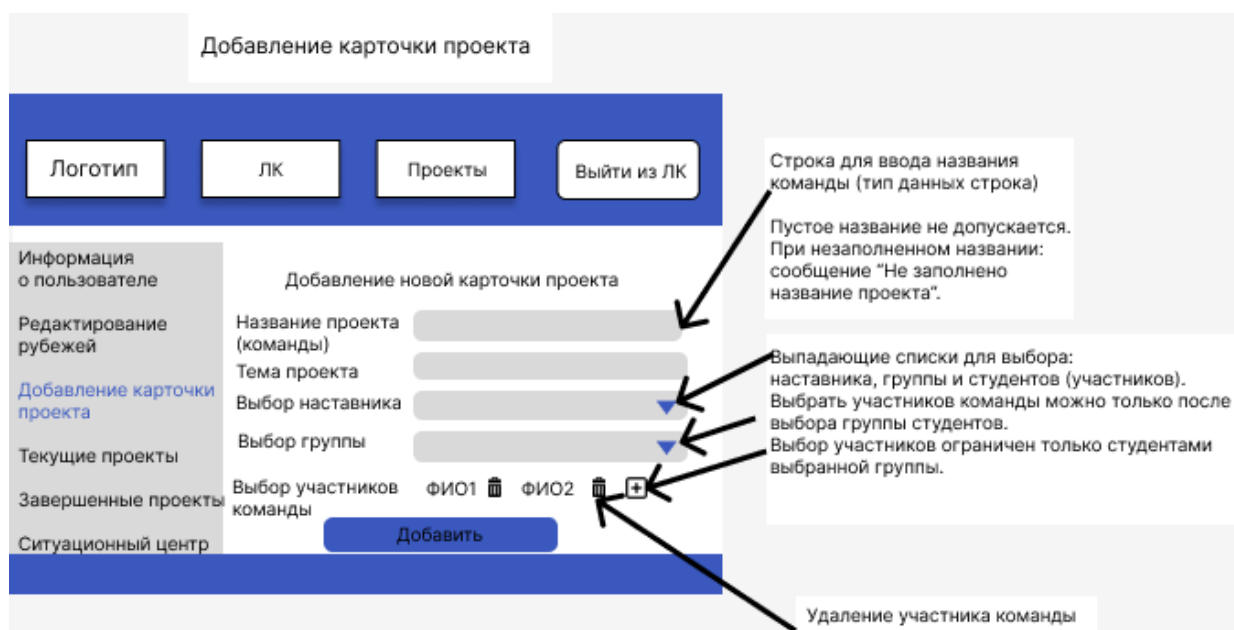 Добавление карточки проекта
Логотип
ЛК
Проекты
Выйти из ЛК
Информация
о пользователе
Редактирование
рубежей
Добавление карточки
проекта
Текущие проекты
Завершенные проекты
Ситуационный центр
Добавление новой карточки проекта
Название проекта
(команды)
Тема проекта
Выбор наставника
Выбор группы
Выбор участников
команды
ФИО1
ФИО2
Добавить
Строка для ввода названия
команды (тип данных строка)
Пустое название не допускается.
При незаполненном названии:
сообщение “Не заполнено
название проекта”.
Выпадающие списки для выбора:
наставника, группы и студентов (участников).
Выбрать участников команды можно только после
выбора группы студентов.
Выбор участников ограничен только студентами
выбранной группы.
Удаление участника команды